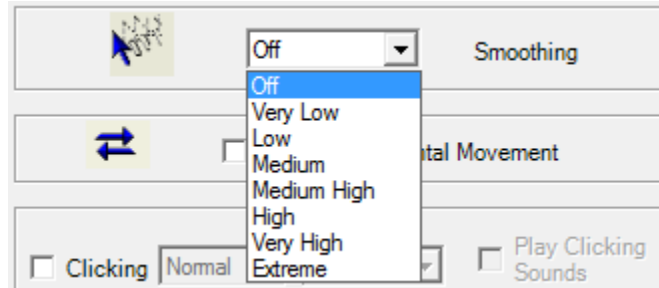 Off Smoothing
Off
Very Low
Low
Medium
Medium High
High
Very High
Extreme
Movement
Clicking Normal Play Clicking
Sounds